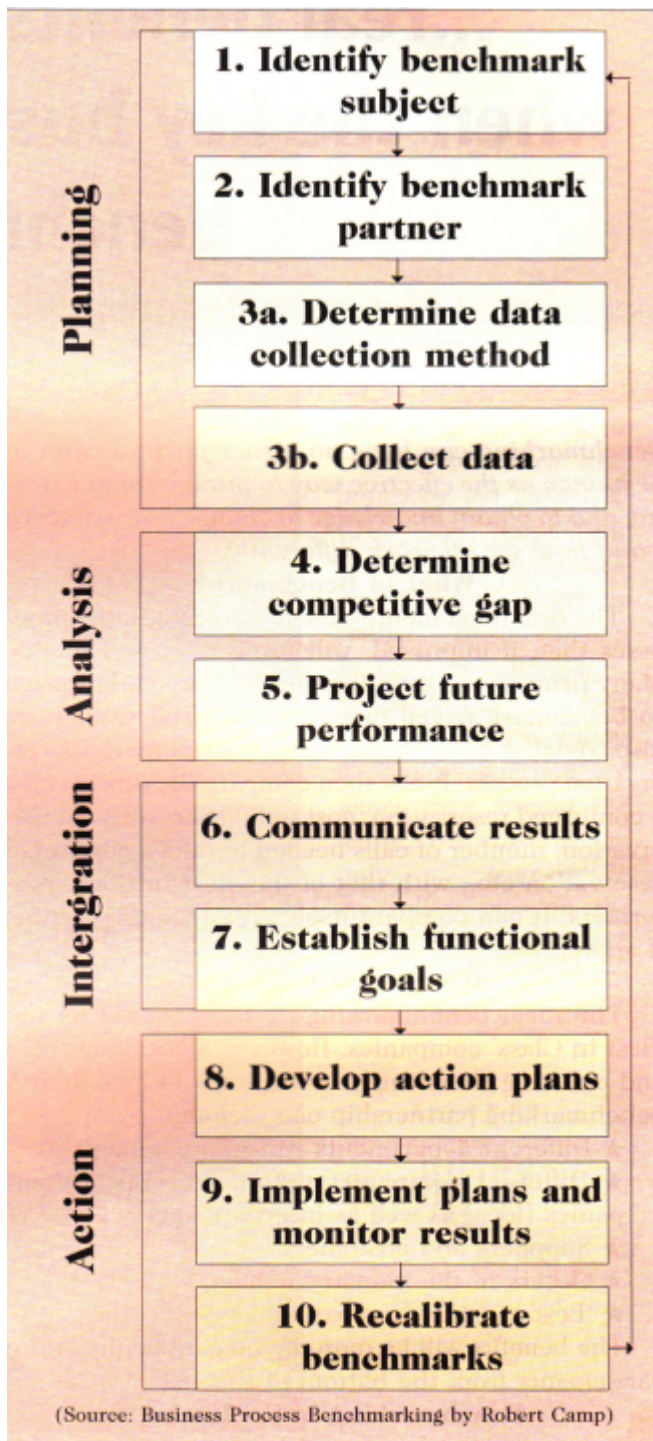 Planning
1. Identify benchmark
subject
2. Identify benchmark
partner
3a. Determine data
collection method
3b. Collect data
Analysis
4. Determine
competitive gap
5. Project future
performance
Intergration
6. Communicate results
7. Establish functional
goals
Action
8. Develop action plans
9. Implement plans and
monitor results
10. Recalibrate
benchmarks
(Source: Business Process Benchmarking by Robert Camp)